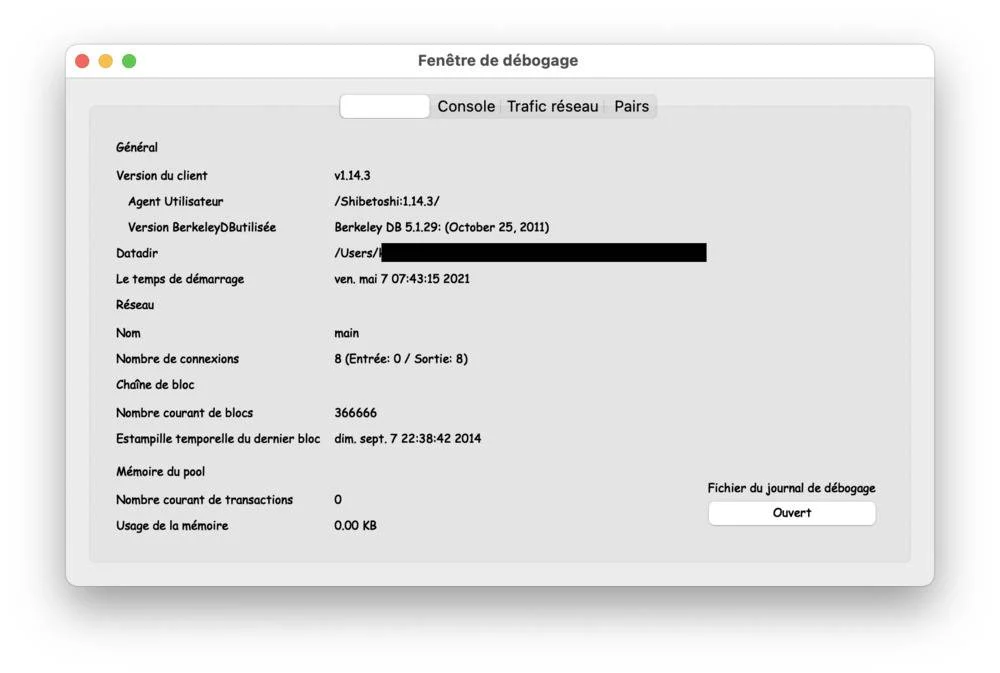 Fenêtre de débogage
Console Trafic réseau Pairs
Général
Version du client v1.14.3
Agent Utilisateur /Shibetoshi:1.14.3/
Version BerkeleyDButilisée Berkeley DB 5.1.29: (October 25, 2011)
Datadir /Users/
Le temps de démarrage ven. mai 7 07:43:15 2021
Réseau
Nom main
Nombre de connexions 8 (Entrée: 0 / Sortie: 8)
Chaîne de bloc
Nombre courant de blocs 366666
Estampille temporelle du dernier bloc dim. sept. 7 22:38:42 2014
Mémoire du pool
Nombre courant de transactions 0
Usage de la mémoire 0.00 KB
Fichier du journal de débogage
Ouvert